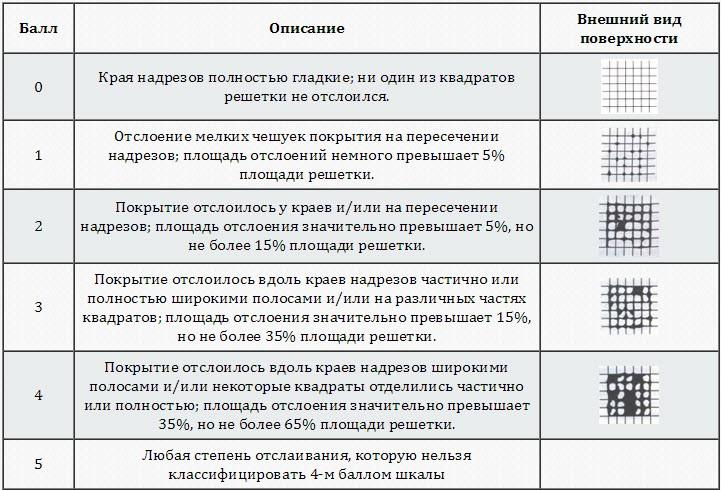 Балл
Описание
Внешний вид
поверхности
0
Края надрезов полностью гладкие; ни один из квадратов
решетки не отслоился.
1
Отслоение мелких чешуек покрытия на пересечении
надрезов; площадь отслоений немного превышает 5%
площади решетки.
2
Покрытие отслоилось у краев и/или на пересечении
надрезов; площадь отслоения значительно превышает 5%, но
не более 15% площади решетки.
3
Покрытие отслоилось вдоль краев надрезов частично или
полностью широкими полосами и/или на различных частях
квадратов; площадь отслоения значительно превышает 15%,
но не более 35% площади решетки.
4
Покрытие отслоилось вдоль краев надрезов широкими
полосами и/или некоторые квадраты отделились частично
или полностью; площадь отслоения значительно превышает
35%, но не более 65% площади решетки.
5
Любая степень отслаивания, которую нельзя
классифицировать 4-м баллом шкалы